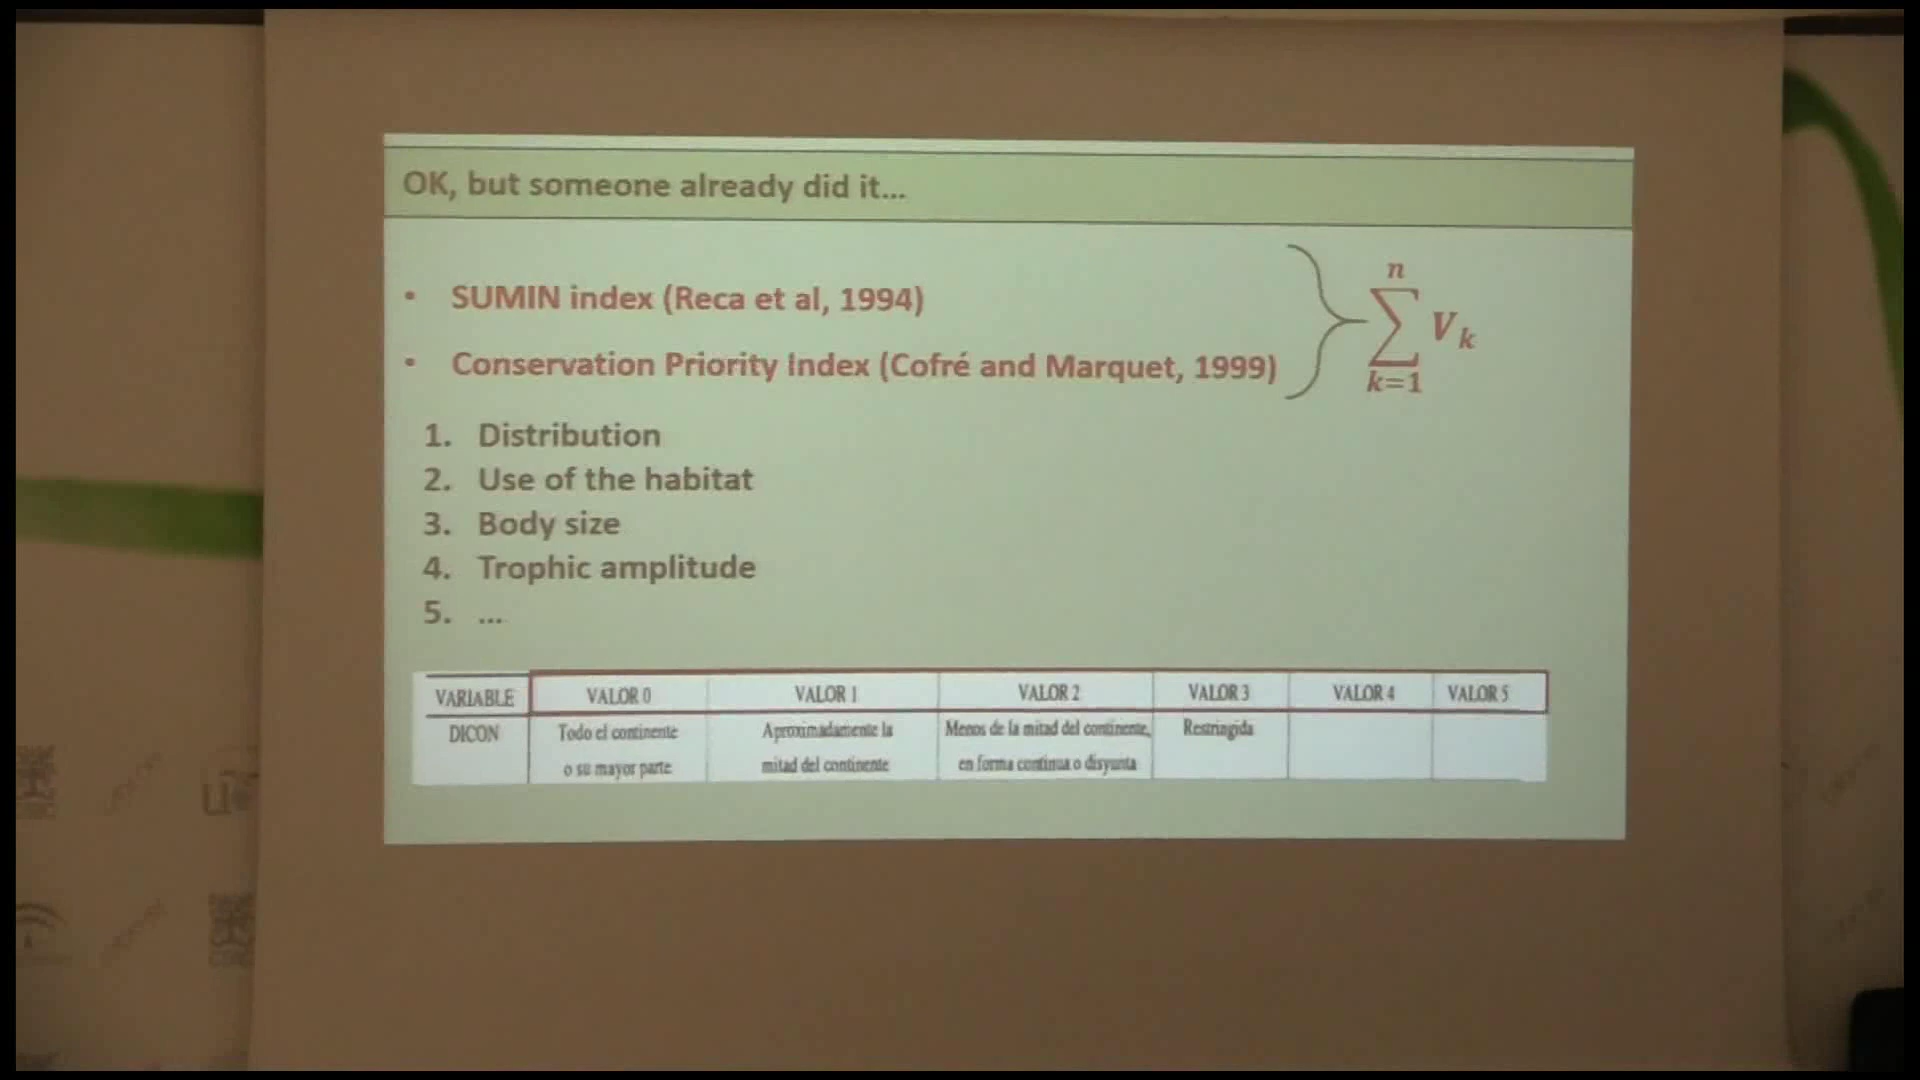 OK, but someone already did it...
• SUMIN index (Reca et al, 1994)
• Conservation Priority Index (Cofré and Marquet, 1999)
n
∑ V_k
k=1
1. Distribution
2. Use of the habitat
3. Body size
4. Trophic amplitude
5. ...
VARIABLE VALOR 0 VALOR 1 VALOR 2 VALOR 3 VALOR 4 VALOR 5
DICON Todo el continente Aproximadamente la Menos de la mitad del continente, Restringida
o su mayor parte mitad del continente en forma continua o disyunta